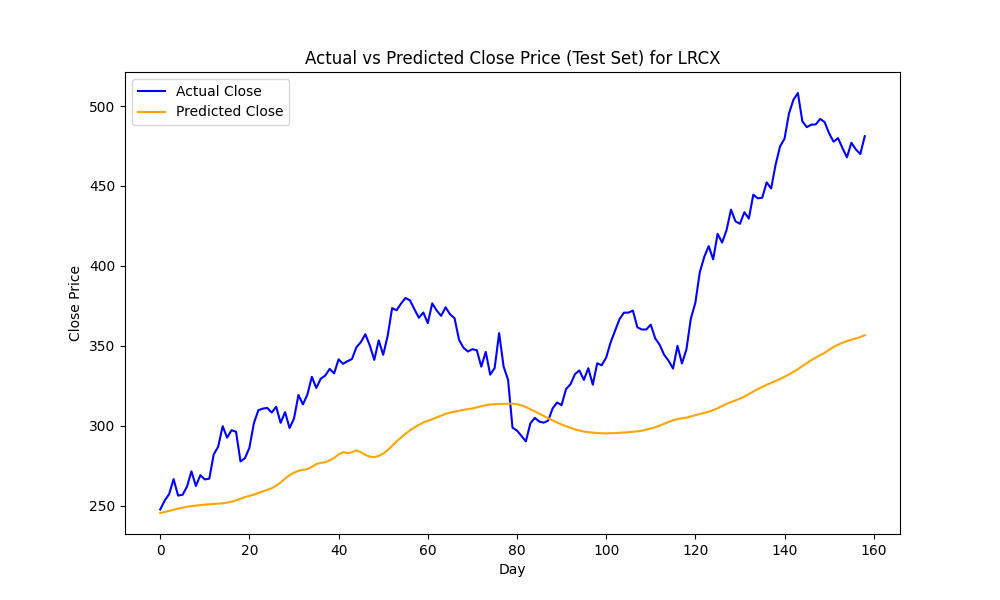 Actual vs Predicted Close Price (Test Set) for LRCX
Actual Close
Predicted Close
500
450
400
350
300
250
Close Price
0 20 40 60 80 100 120 140 160
Day